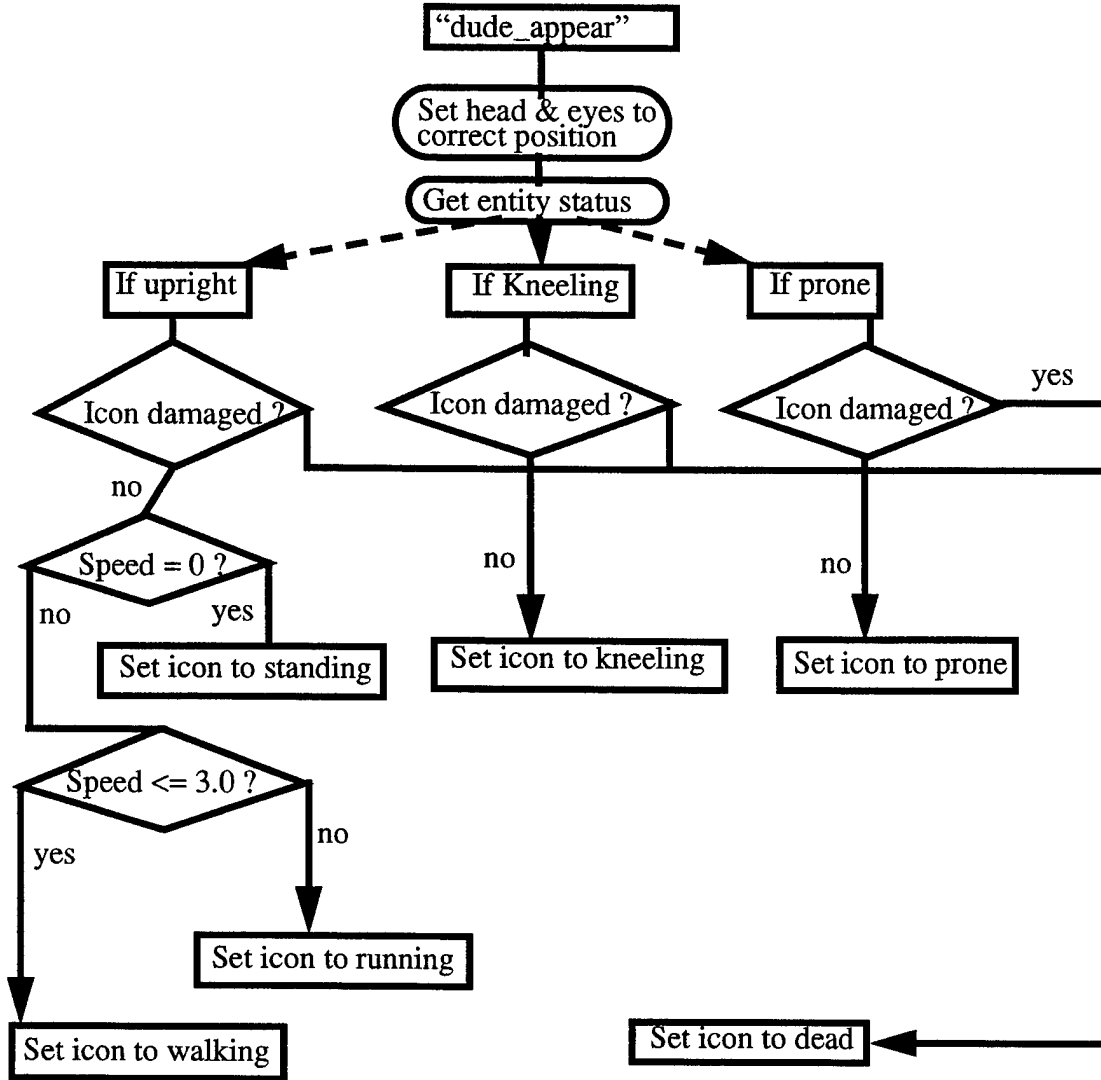 “dude_appear”
Set head & eyes to
correct position
Get entity status
If upright
If Kneeling
If prone
Icon damaged ?
Icon damaged ?
Icon damaged ?
yes
no
Speed = 0 ?
no
yes
no
no
Set icon to standing
Set icon to kneeling
Set icon to prone
Speed <= 3.0 ?
yes
no
Set icon to running
Set icon to walking
Set icon to dead